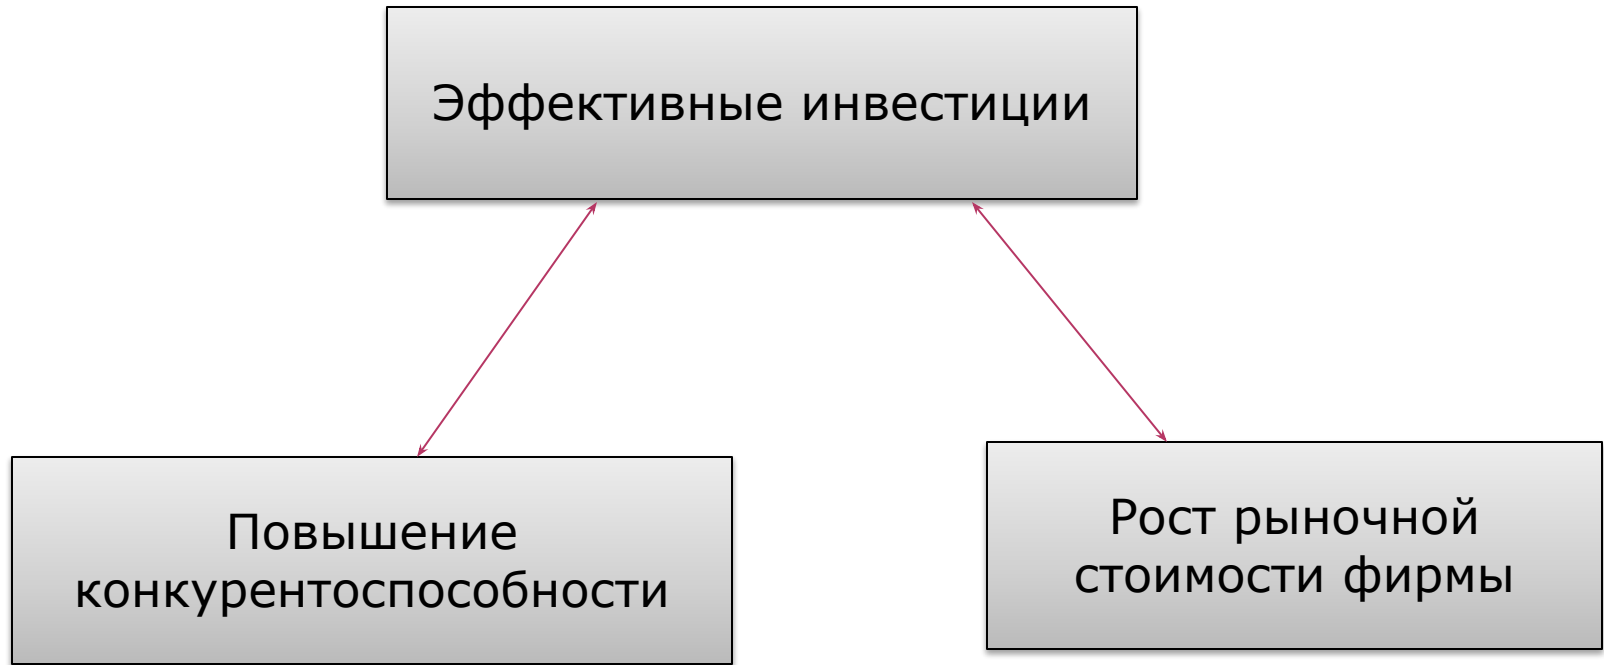 Эффективные инвестиции
Повышение
конкурентоспособности
Рост рыночной
стоимости фирмы